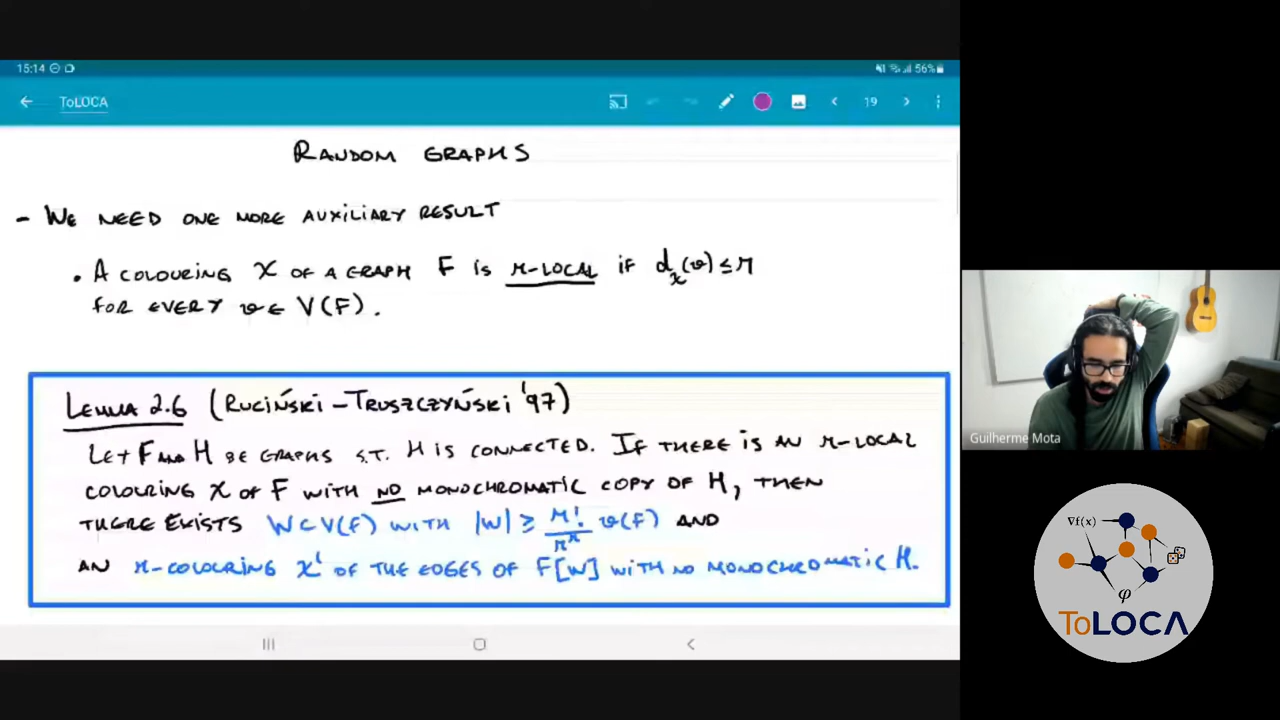 15:14
56%
ToLOCA
19
RANDOM GRAPHS
- WE NEED ONE MORE AUXILIARY RESULT
• A COLOURING χ OF A GRAPH F IS r-LOCAL IF dχ(v) ≤ r
FOR EVERY v ∈ V(F).
LEMMA 2.6 (RUCIŃSKI - TRUSZCZYŃSKI '97)
LET F AND H BE GRAPHS S.T. H IS CONNECTED. IF THERE IS AN r-LOCAL
COLOURING χ OF F WITH NO MONOCHROMATIC COPY OF H, THEN
THERE EXISTS W ⊂ V(F) WITH |W| ≥ r!/r^r v(F) AND
AN r-COLOURING χ' OF THE EDGES OF F[W] WITH NO MONOCHROMATIC H.
Guilherme Mota
∇f(x)
φ
ToLOCA